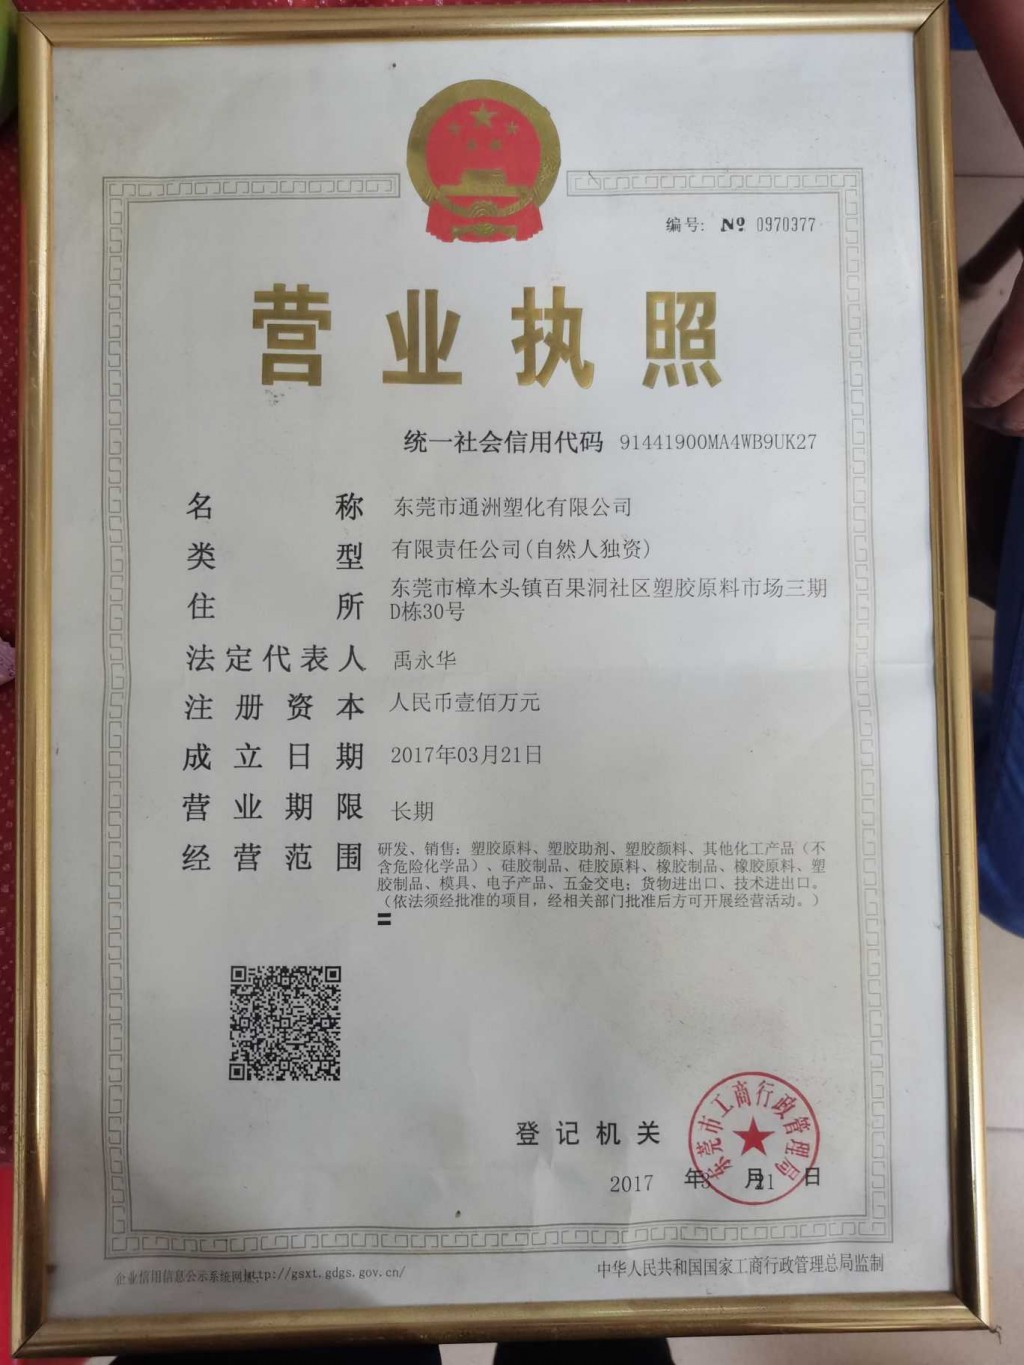 编号: № 0970377
营业执照
统一社会信用代码 91441900MA4WB9UK27
名称 东莞市通洲塑化有限公司
类型 有限责任公司(自然人独资)
住所 东莞市樟木头镇百果洞社区塑胶原料市场三期
D栋30号
法定代表人 禹永华
注册资本 人民币壹佰万元
成立日期 2017年03月21日
营业期限 长期
经营范围 研发、销售：塑胶原料、塑胶助剂、塑胶颜料、其他化工产品（不
含危险化学品）、硅胶制品、硅胶原料、橡胶制品、橡胶原料、塑
胶制品、模具、电子产品、五金交电；货物进出口、技术进出口。
（依法须经批准的项目，经相关部门批准后方可开展经营活动。）
东莞市工商行政管理局
登记机关
2017 年3月21日
企业信用信息公示系统网址:http://gsxt.gdgs.gov.cn/
中华人民共和国国家工商行政管理总局监制